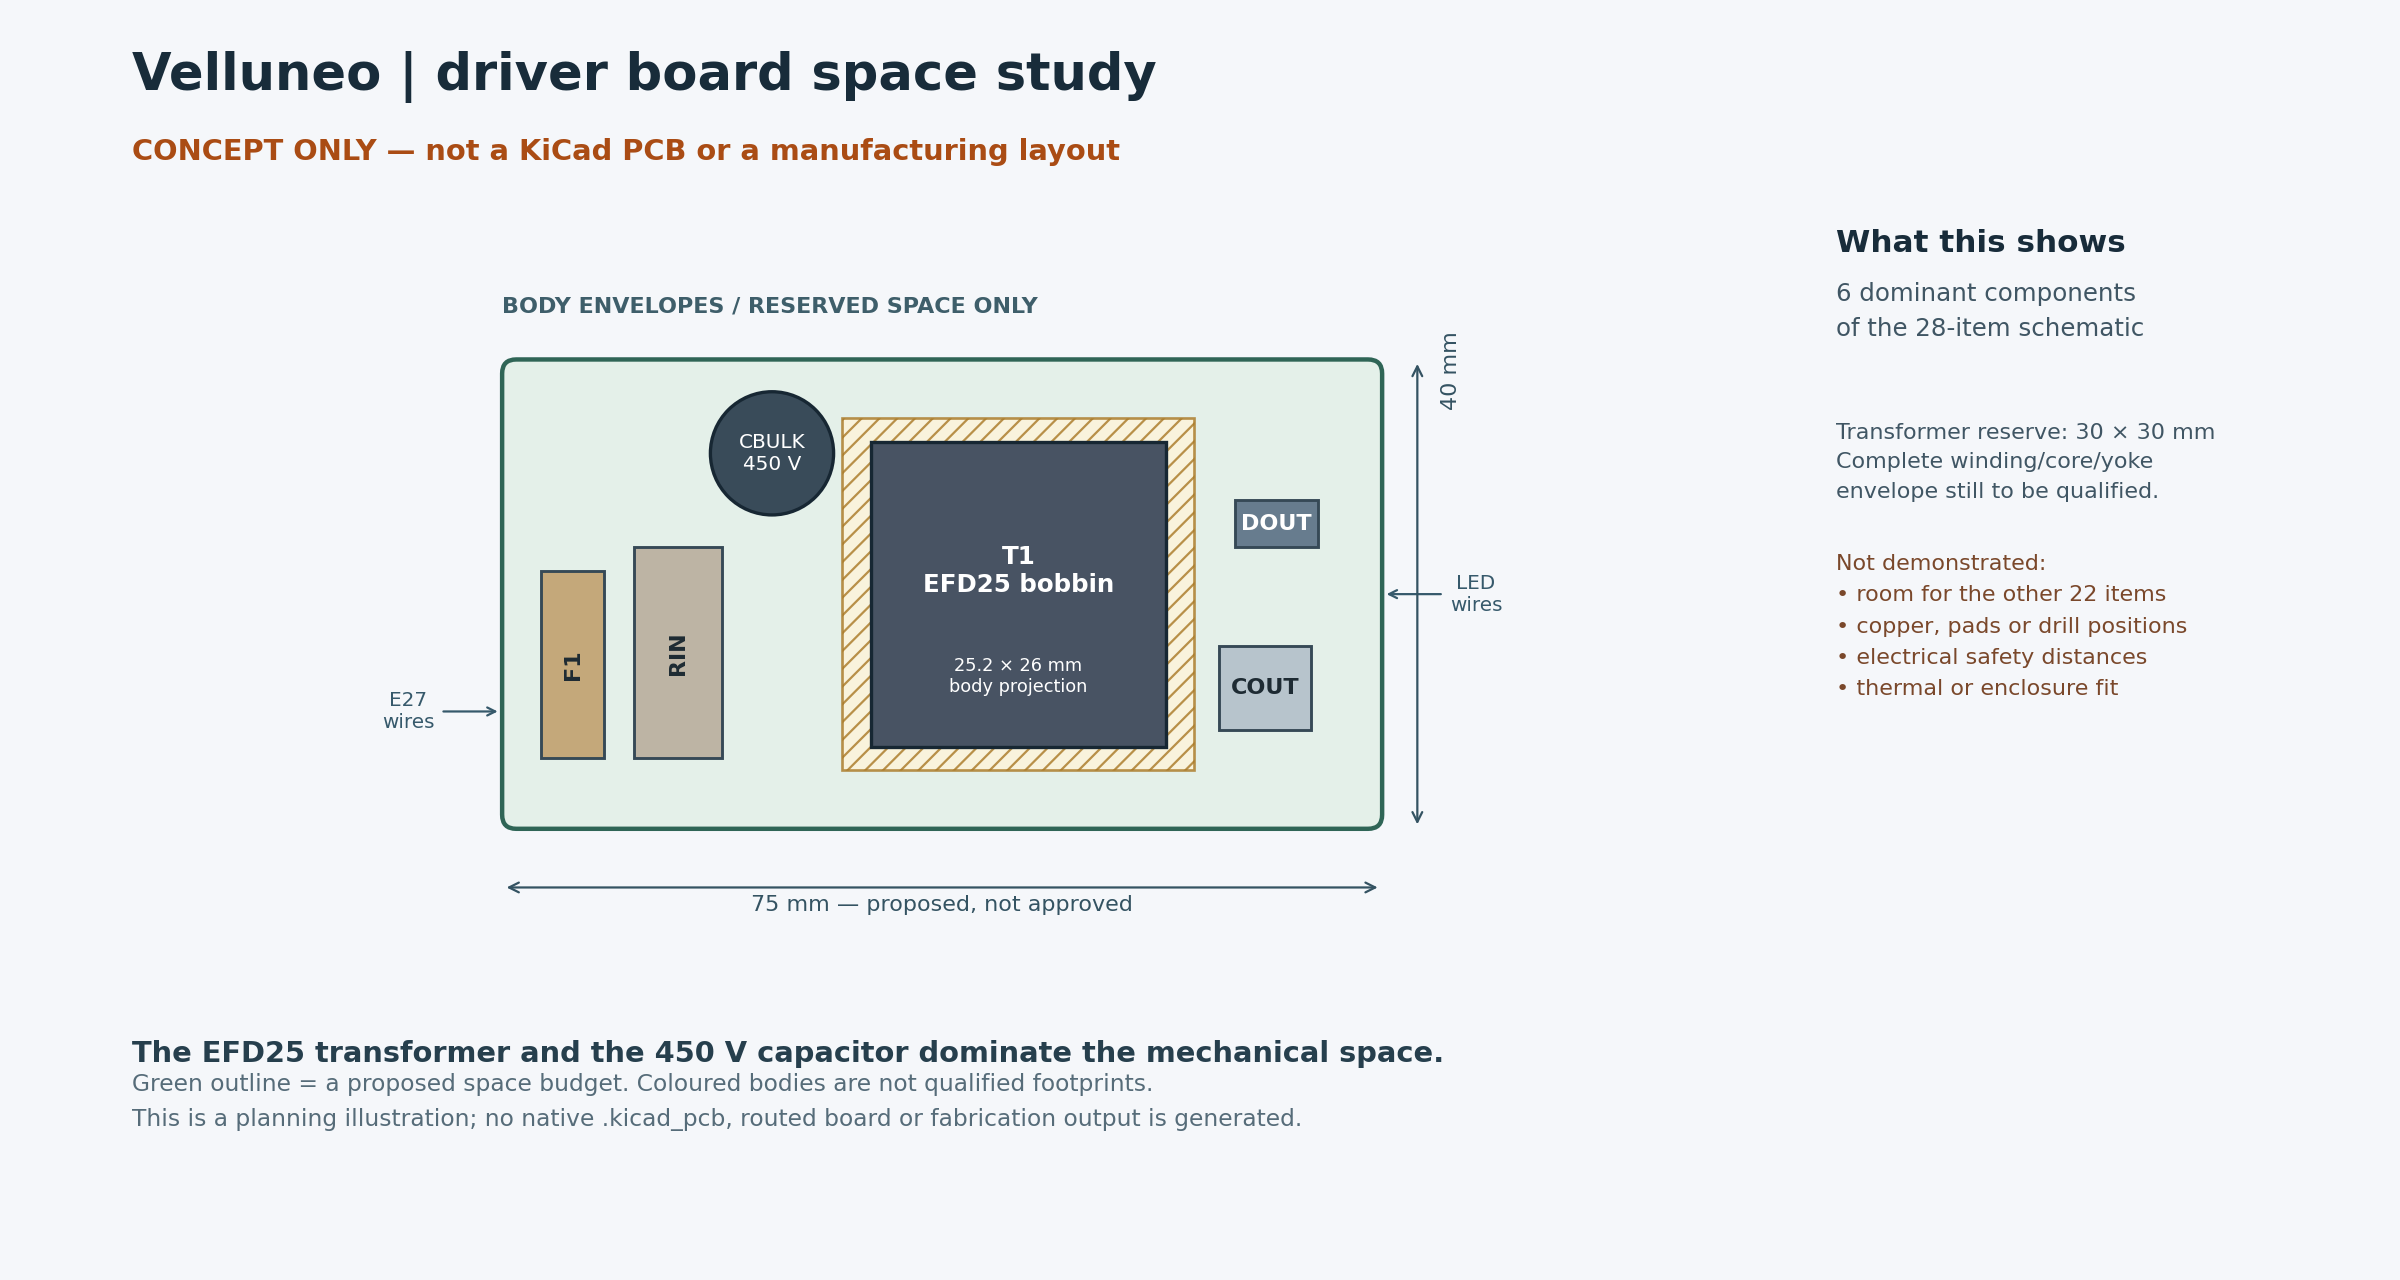 Velluneo | driver board space study
CONCEPT ONLY — not a KiCad PCB or a manufacturing layout
BODY ENVELOPES / RESERVED SPACE ONLY
40 mm
CBULK
450 V
T1
EFD25 bobbin
25.2 × 26 mm
body projection
DOUT
COUT
F1
RIN
E27
wires
LED
wires
75 mm — proposed, not approved
What this shows
6 dominant components
of the 28-item schematic
Transformer reserve: 30 × 30 mm
Complete winding/core/yoke
envelope still to be qualified.
Not demonstrated:
• room for the other 22 items
• copper, pads or drill positions
• electrical safety distances
• thermal or enclosure fit
The EFD25 transformer and the 450 V capacitor dominate the mechanical space.
Green outline = a proposed space budget. Coloured bodies are not qualified footprints.
This is a planning illustration; no native .kicad_pcb, routed board or fabrication output is generated.